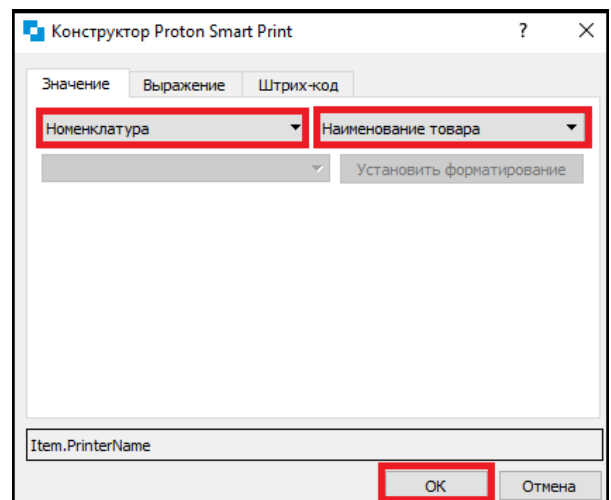 Конструктор Proton Smart Print ? ×
Значение Выражение Штрих-код
Номенклатура Наименование товара
Установить форматирование
Item.PrinterName
ОК Отмена